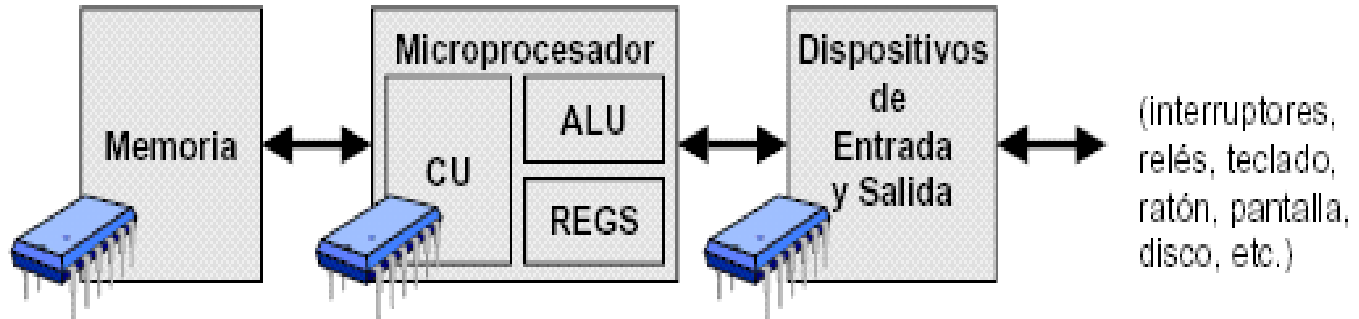 Memoria
Microprocesador
CU
ALU
REGS
Dispositivos
de
Entrada
y Salida
(interruptores,
relés, teclado,
ratón, pantalla,
disco, etc.)